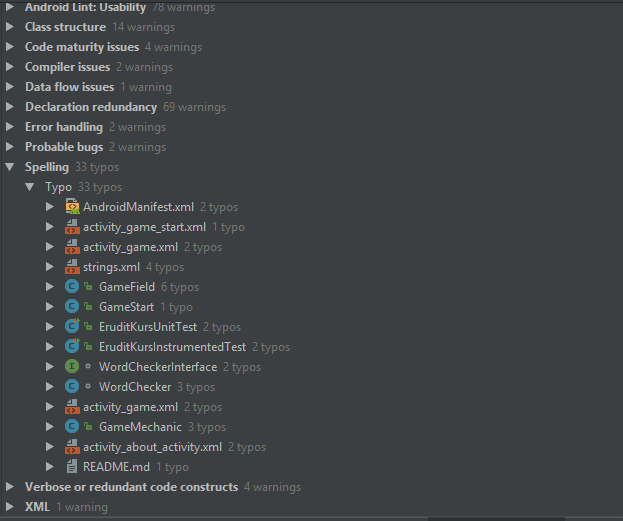 Android Lint: Usability 78 warnings
Class structure 14 warnings
Code maturity issues 4 warnings
Compiler issues 2 warnings
Data flow issues 1 warning
Declaration redundancy 69 warnings
Error handling 2 warnings
Probable bugs 2 warnings
Spelling 33 typos
Typo 33 typos
AndroidManifest.xml 2 typos
activity_game_start.xml 1 typo
activity_game.xml 2 typos
strings.xml 4 typos
GameField 6 typos
GameStart 1 typo
EruditKursUnitTest 2 typos
EruditKursInstrumentedTest 2 typos
WordCheckerInterface 2 typos
WordChecker 3 typos
activity_game.xml 2 typos
GameMechanic 3 typos
activity_about_activity.xml 2 typos
README.md 1 typo
Verbose or redundant code constructs 4 warnings
XML 1 warning